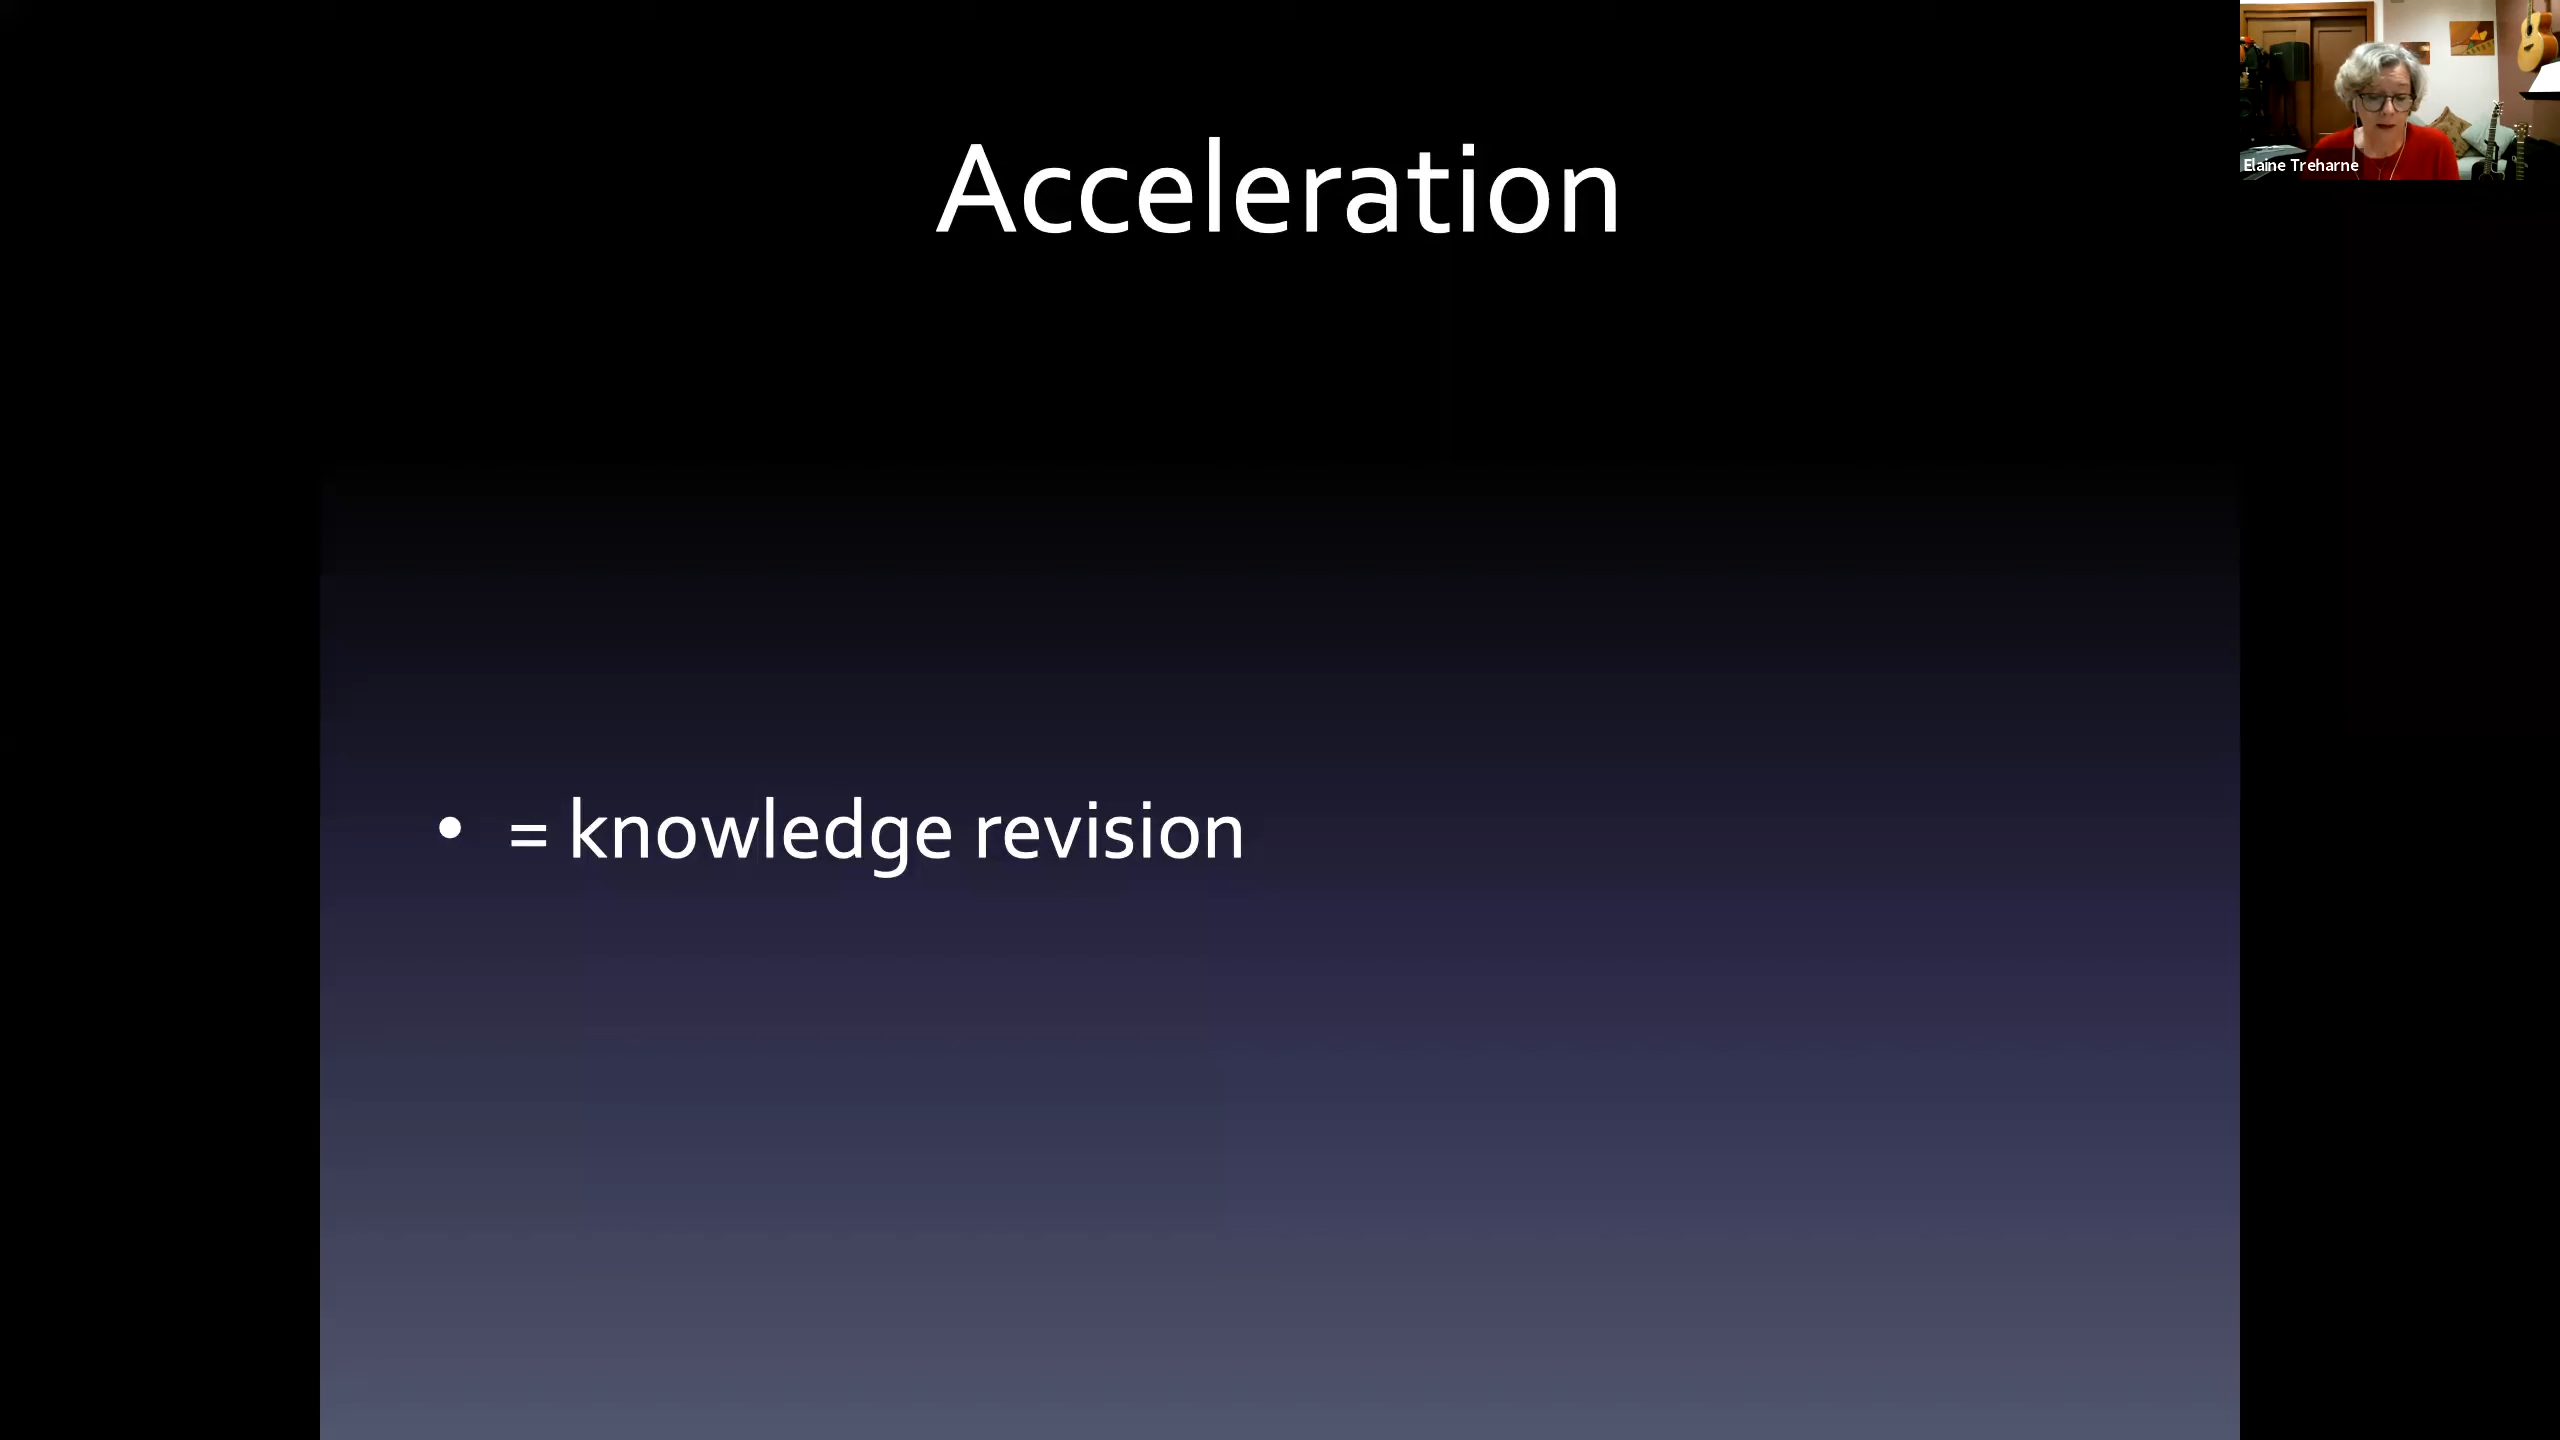 Acceleration
• = knowledge revision
Elaine Treharne